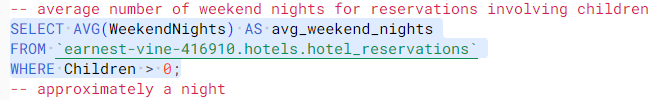 -- average number of weekend nights for reservations involving children
SELECT AVG(WeekendNights) AS avg_weekend_nights
FROM `earnest-vine-416910.hotels.hotel_reservations`
WHERE Children > 0;
-- approximately a night